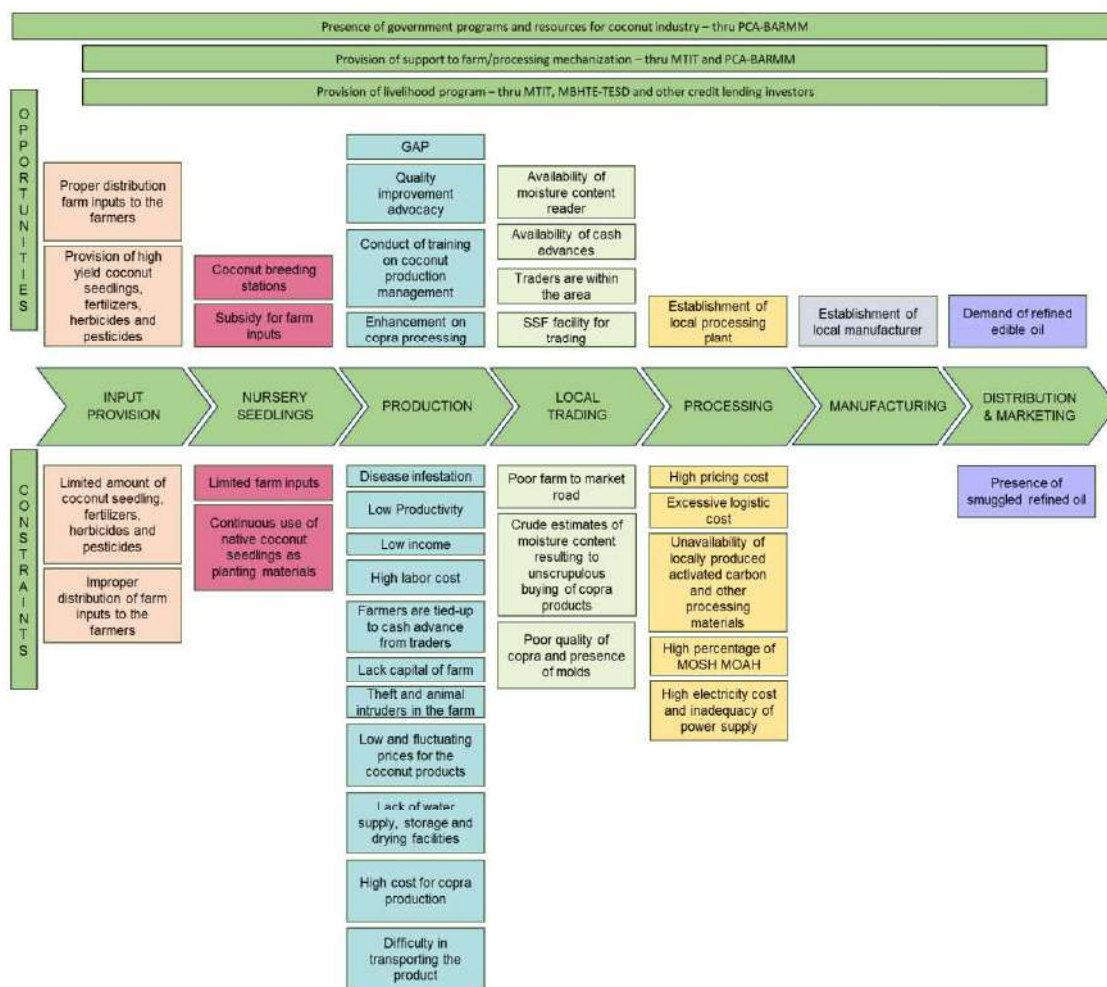 Presence of government programs and resources for coconut industry – thru PCA-BARMM
Provision of support to farm/processing mechanization – thru MTIT and PCA-BARMM
Provision of livelihood program – thru MTIT, MBHTE-TESD and other credit lending investors
OPPORTUNITIES
Proper distribution
farm inputs to the
farmers
Provision of high
yield coconut
seedlings,
fertilizers,
herbicides and
pesticides
Coconut breeding
stations
Subsidy for farm
inputs
GAP
Quality
improvement
advocacy
Conduct of training
on coconut
production
management
Enhancement on
copra processing
Availability of
moisture content
reader
Availability of cash
advances
Traders are within
the area
SSF facility for
trading
Establishment of
local processing
plant
Establishment of
local manufacturer
Demand of refined
edible oil
INPUT
PROVISION
NURSERY
SEEDLINGS
PRODUCTION
LOCAL
TRADING
PROCESSING
MANUFACTURING
DISTRIBUTION
& MARKETING
CONSTRAINTS
Limited amount of
coconut seedling,
fertilizers,
herbicides and
pesticides
Improper
distribution of farm
inputs to the
farmers
Limited farm inputs
Continuous use of
native coconut
seedlings as
planting materials
Disease infestation
Low Productivity
Low income
High labor cost
Farmers are tied-up
to cash advance
from traders
Lack capital of farm
Theft and animal
intruders in the farm
Low and fluctuating
prices for the
coconut products
Lack of water
supply, storage and
drying facilities
High cost for copra
production
Difficulty in
transporting the
product
Poor farm to market
road
Crude estimates of
moisture content
resulting to
unscrupulous
buying of copra
products
Poor quality of
copra and presence
of molds
High pricing cost
Excessive logistic
cost
Unavailability of
locally produced
activated carbon
and other
processing
materials
High percentage of
MOSH MOAH
High electricity cost
and inadequacy of
power supply
Presence of
smuggled refined oil